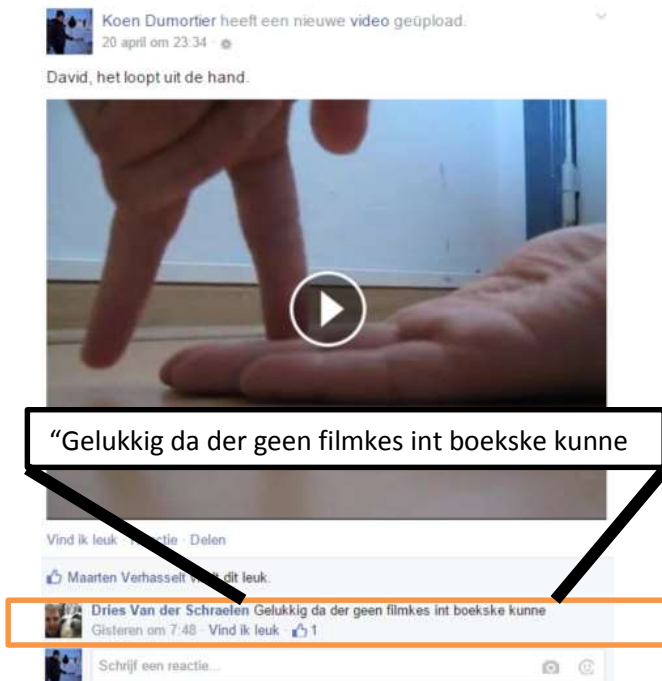 Koen Dumortier heeft een nieuwe video geüpload.
20 april om 23:34
David, het loopt uit de hand.
“Gelukkig da der geen filmkes int boekske kunne
Vind ik leuk · Reactie · Delen
Maarten Verhasselt vindt dit leuk.
Dries Van der Schraelen Gelukkig da der geen filmkes int boekske kunne
Gisteren om 7:48 · Vind ik leuk · 1
Schrijf een reactie...